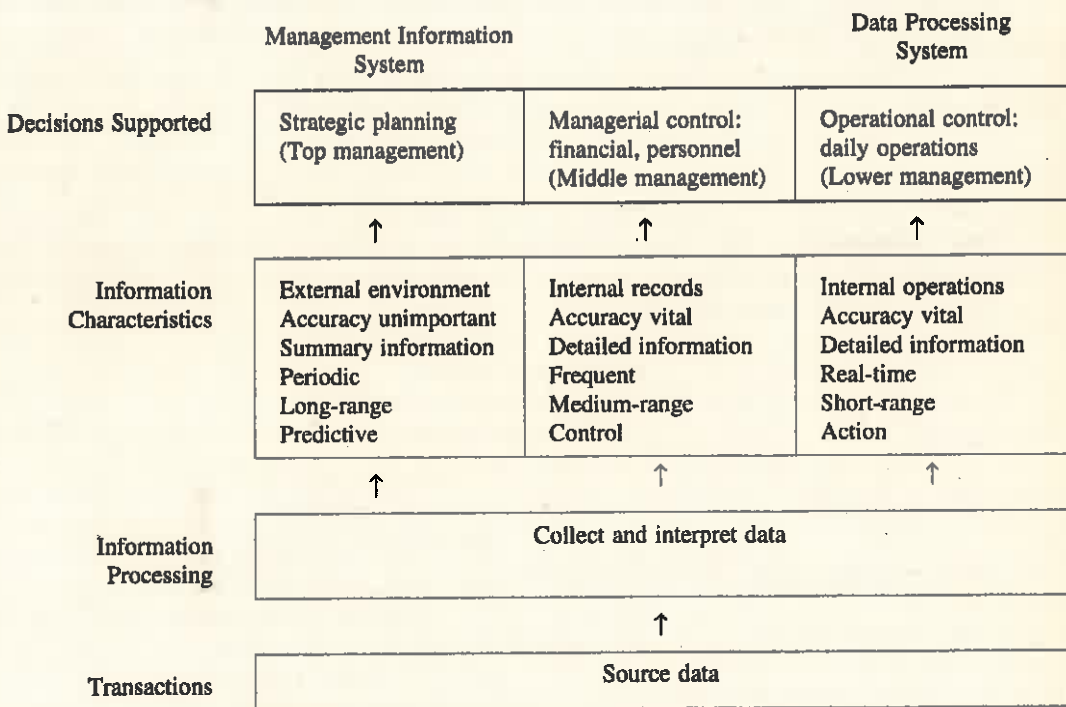 Management Information
System
Data Processing
System
Decisions Supported
Strategic planning
(Top management)
Managerial control:
financial, personnel
(Middle management)
Operational control:
daily operations
(Lower management)
↑ ↑ ↑
Information
Characteristics
External environment
Accuracy unimportant
Summary information
Periodic
Long-range
Predictive
Internal records
Accuracy vital
Detailed information
Frequent
Medium-range
Control
Internal operations
Accuracy vital
Detailed information
Real-time
Short-range
Action
↑ ↑ ↑
Information
Processing
Collect and interpret data
↑
Transactions
Source data